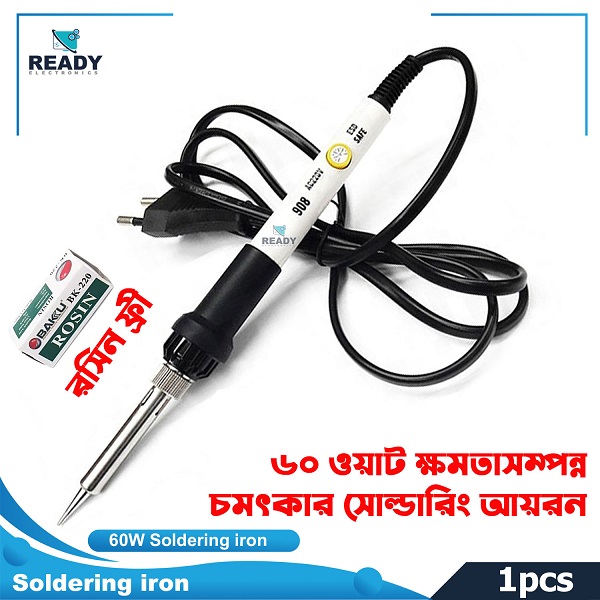 READY
ELECTRONICS
ESD
SAFE
AC220V
908
READY
BAKU BK-220
ROSIN
রসিন ফ্রী
৬০ ওয়াট ক্ষমতাসম্পন্ন
চমৎকার সোল্ডারিং আয়রন
60W Soldering iron
Soldering iron
1pcs